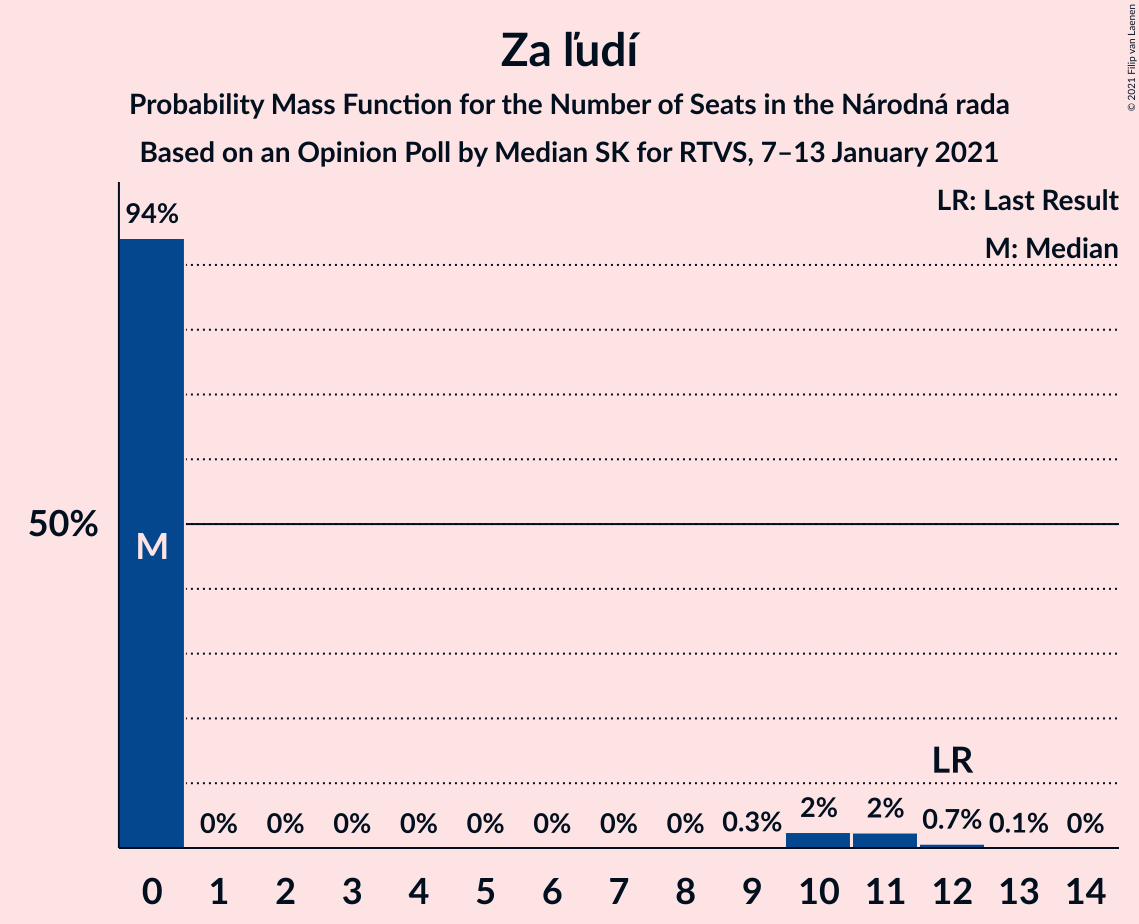 © 2021 Filip van Laenen
Za ľudí
Probability Mass Function for the Number of Seats in the Národná rada
Based on an Opinion Poll by Median SK for RTVS, 7–13 January 2021
LR: Last Result
M: Median
94%
50%
M
LR
0% 0% 0% 0% 0% 0% 0% 0% 0.3% 2% 2% 0.7% 0.1% 0%
0 1 2 3 4 5 6 7 8 9 10 11 12 13 14